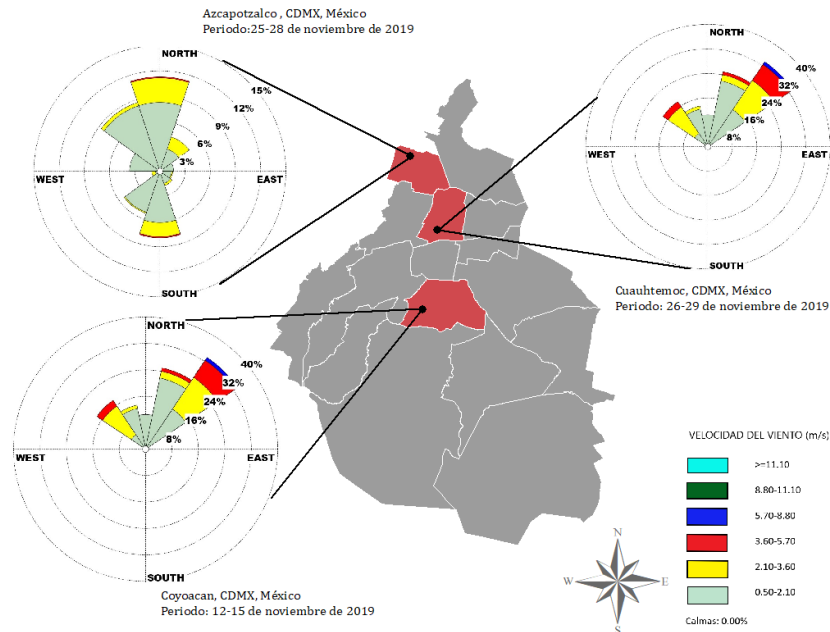 Azcapotzalco , CDMX, México
Periodo:25-28 de noviembre de 2019
NORTH
15%
12%
9%
6%
3%
WEST
EAST
SOUTH
NORTH
40%
32%
24%
16%
8%
WEST
EAST
SOUTH
Cuauhtemoc, CDMX, México
Periodo: 26-29 de noviembre de 2019
NORTH
40%
32%
24%
16%
8%
WEST
EAST
SOUTH
Coyoacan, CDMX, México
Periodo: 12-15 de noviembre de 2019
VELOCIDAD DEL VIENTO (m/s)
>=11.10
8.80-11.10
5.70-8.80
3.60-5.70
2.10-3.60
0.50-2.10
Calmas: 0.00%
N
W
E
S